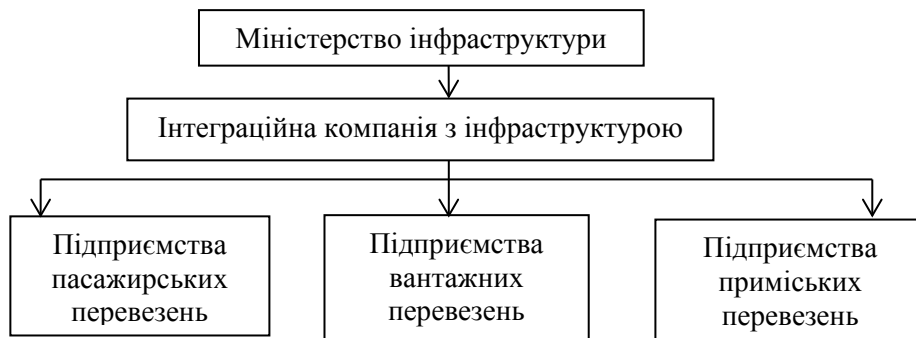 Міністерство інфраструктури
Інтеграційна компанія з інфраструктурою
Підприємства
пасажирських
перевезень
Підприємства
вантажних
перевезень
Підприємства
приміських
перевезень